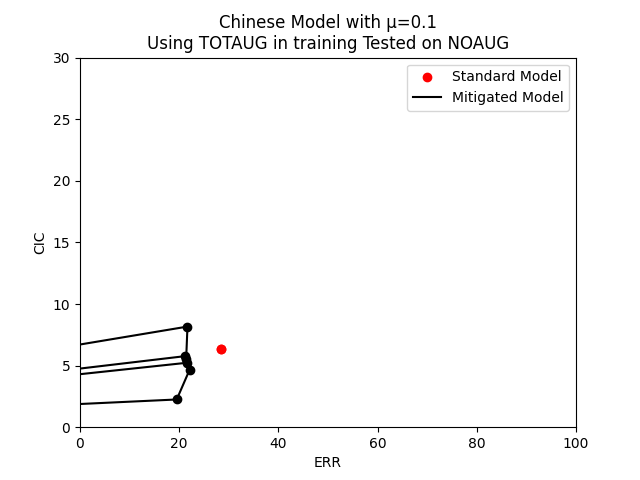 Chinese Model with μ=0.1
Using TOTAUG in training Tested on NOAUG
Standard Model
Mitigated Model
30
25
20
15
10
5
0
CIC
0 20 40 60 80 100
ERR